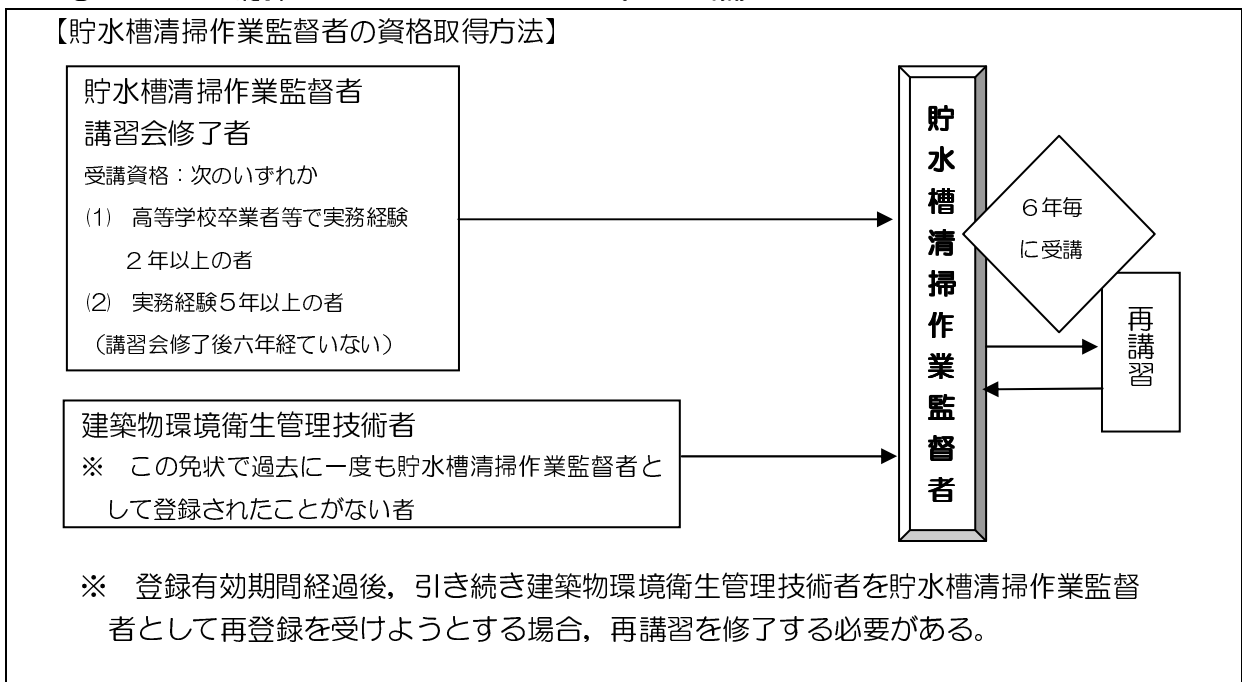 【貯水槽清掃作業監督者の資格取得方法】
貯水槽清掃作業監督者
講習会修了者
受講資格：次のいずれか
⑴　高等学校卒業者等で実務経験
２年以上の者
⑵　実務経験５年以上の者
（講習会修了後六年経ていない）
建築物環境衛生管理技術者
※　この免状で過去に一度も貯水槽清掃作業監督者と
して登録されたことがない者
貯水槽清掃作業監督者
６年毎
に受講
再講習
※　登録有効期間経過後，引き続き建築物環境衛生管理技術者を貯水槽清掃作業監督
者として再登録を受けようとする場合，再講習を修了する必要がある。